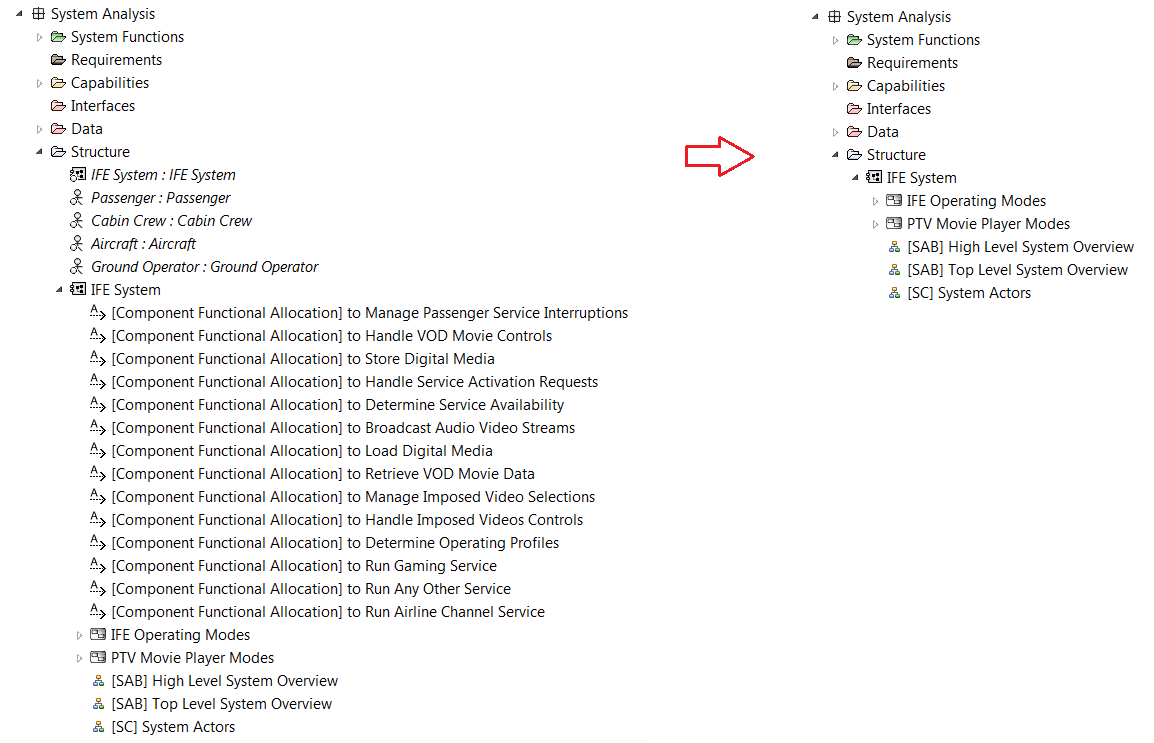 System Analysis
System Functions
Requirements
Capabilities
Interfaces
Data
Structure
IFE System : IFE System
Passenger : Passenger
Cabin Crew : Cabin Crew
Aircraft : Aircraft
Ground Operator : Ground Operator
IFE System
[Component Functional Allocation] to Manage Passenger Service Interruptions
[Component Functional Allocation] to Handle VOD Movie Controls
[Component Functional Allocation] to Store Digital Media
[Component Functional Allocation] to Handle Service Activation Requests
[Component Functional Allocation] to Determine Service Availability
[Component Functional Allocation] to Broadcast Audio Video Streams
[Component Functional Allocation] to Load Digital Media
[Component Functional Allocation] to Retrieve VOD Movie Data
[Component Functional Allocation] to Manage Imposed Video Selections
[Component Functional Allocation] to Handle Imposed Videos Controls
[Component Functional Allocation] to Determine Operating Profiles
[Component Functional Allocation] to Run Gaming Service
[Component Functional Allocation] to Run Any Other Service
[Component Functional Allocation] to Run Airline Channel Service
IFE Operating Modes
PTV Movie Player Modes
[SAB] High Level System Overview
[SAB] Top Level System Overview
[SC] System Actors
System Analysis
System Functions
Requirements
Capabilities
Interfaces
Data
Structure
IFE System
IFE Operating Modes
PTV Movie Player Modes
[SAB] High Level System Overview
[SAB] Top Level System Overview
[SC] System Actors